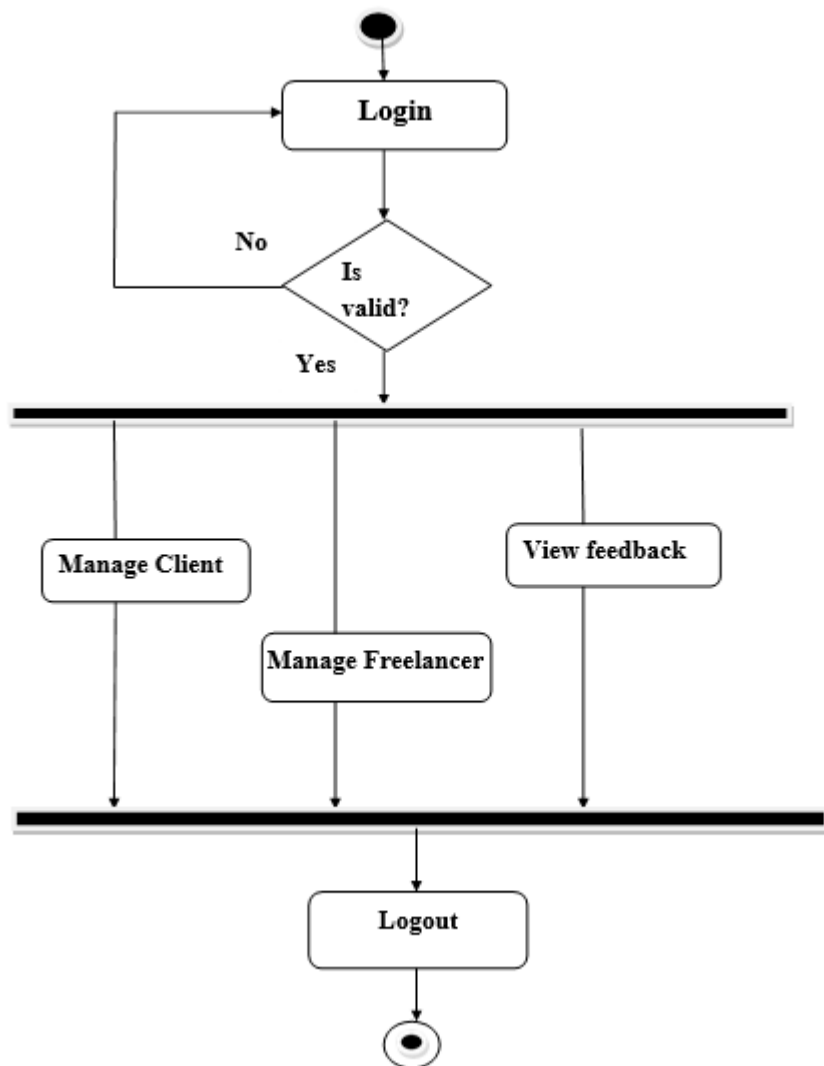 Login
No
Is
valid?
Yes
Manage Client
View feedback
Manage Freelancer
Logout